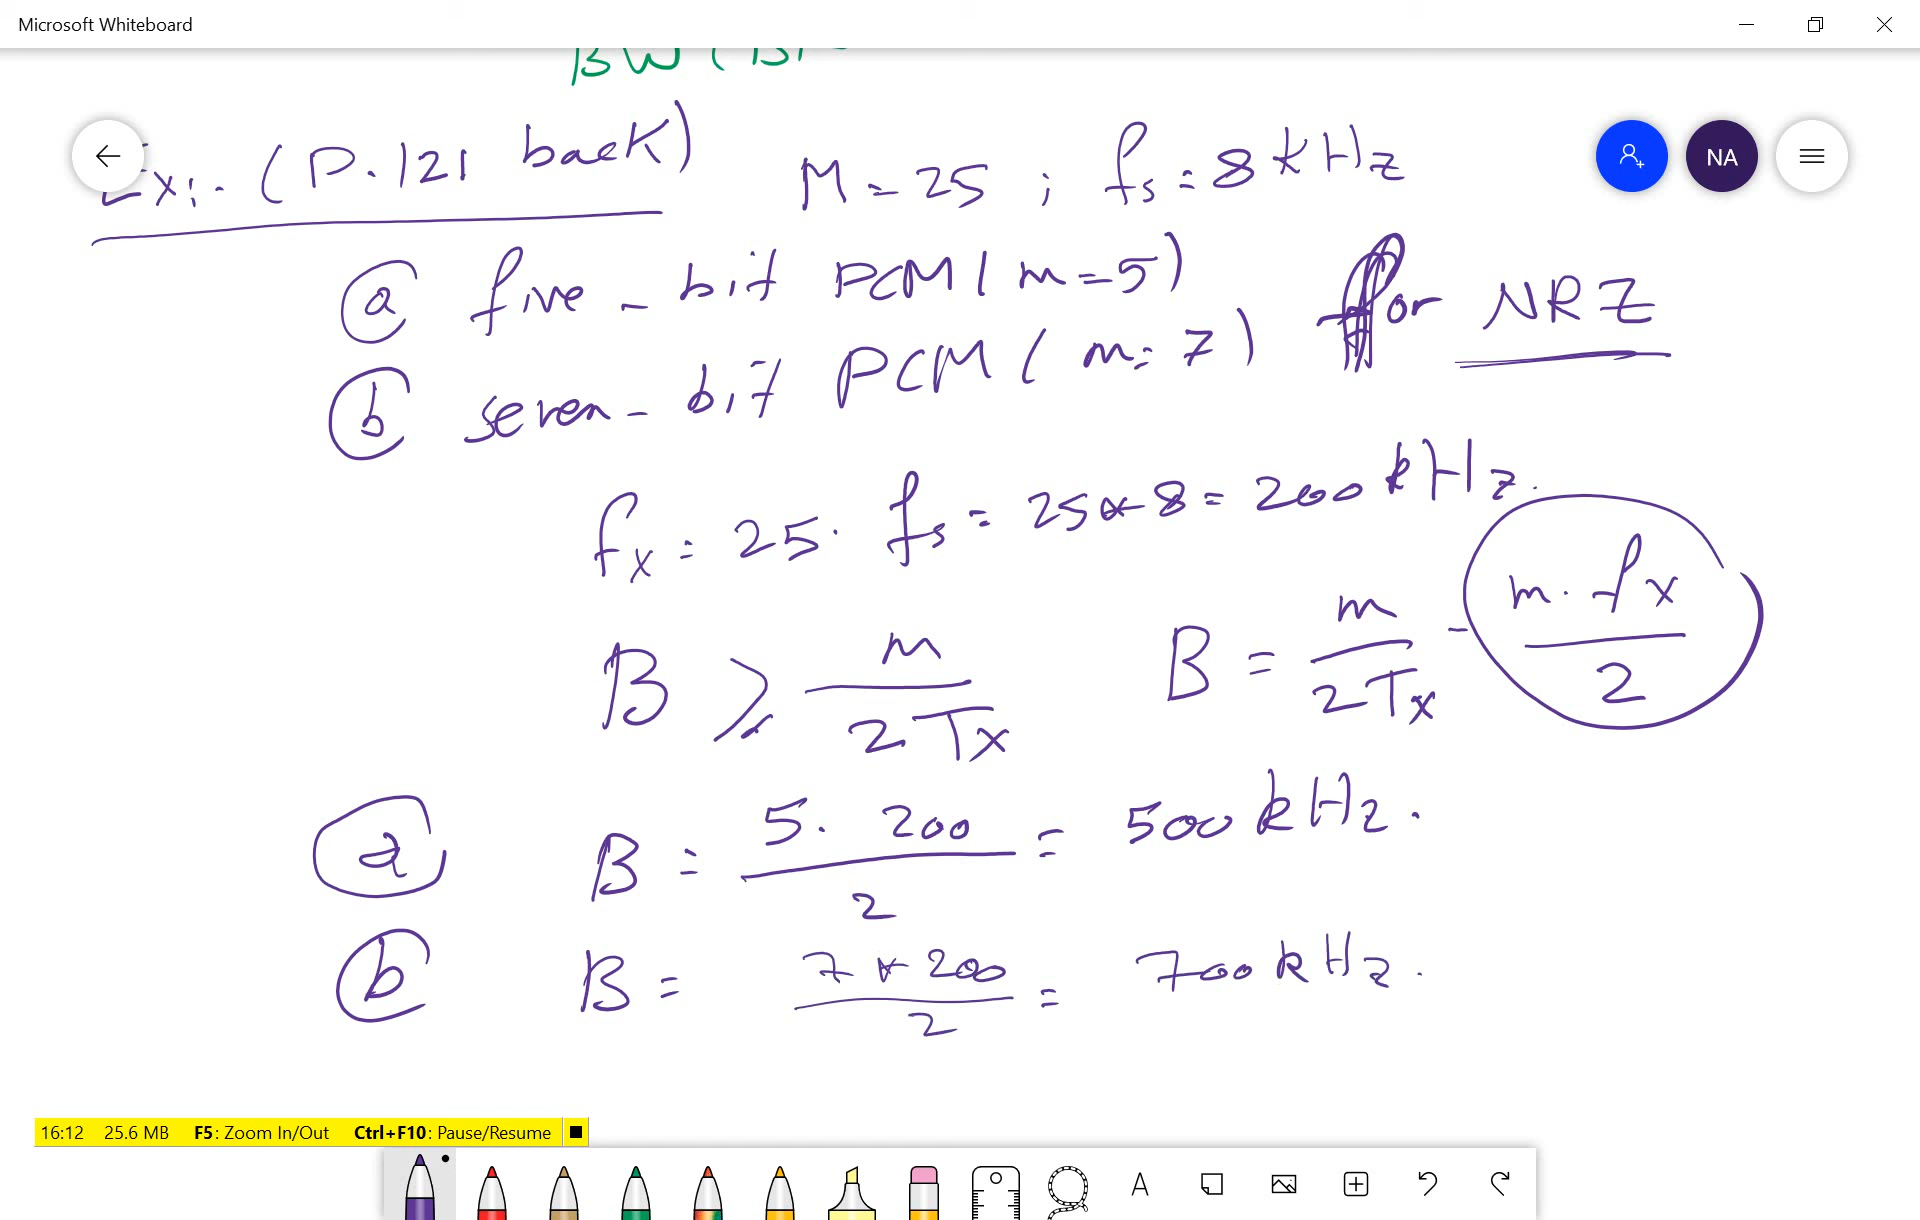 Microsoft Whiteboard
Ex:- (P.121 back)
M = 25 ; fs = 8 kHz
NA
(a) five - bit PCM (m=5)
(b) seven - bit PCM (m=7) for NRZ
fx = 25. fs = 25*8 = 200 kHz.
B ≥ m/2Tx B = m/2Tx = m.fx/2
(a) B = 5. 200/2 = 500 kHz.
(b) B = 7*200/2 = 700 kHz.
16:12 25.6 MB F5: Zoom In/Out Ctrl+F10: Pause/Resume
A